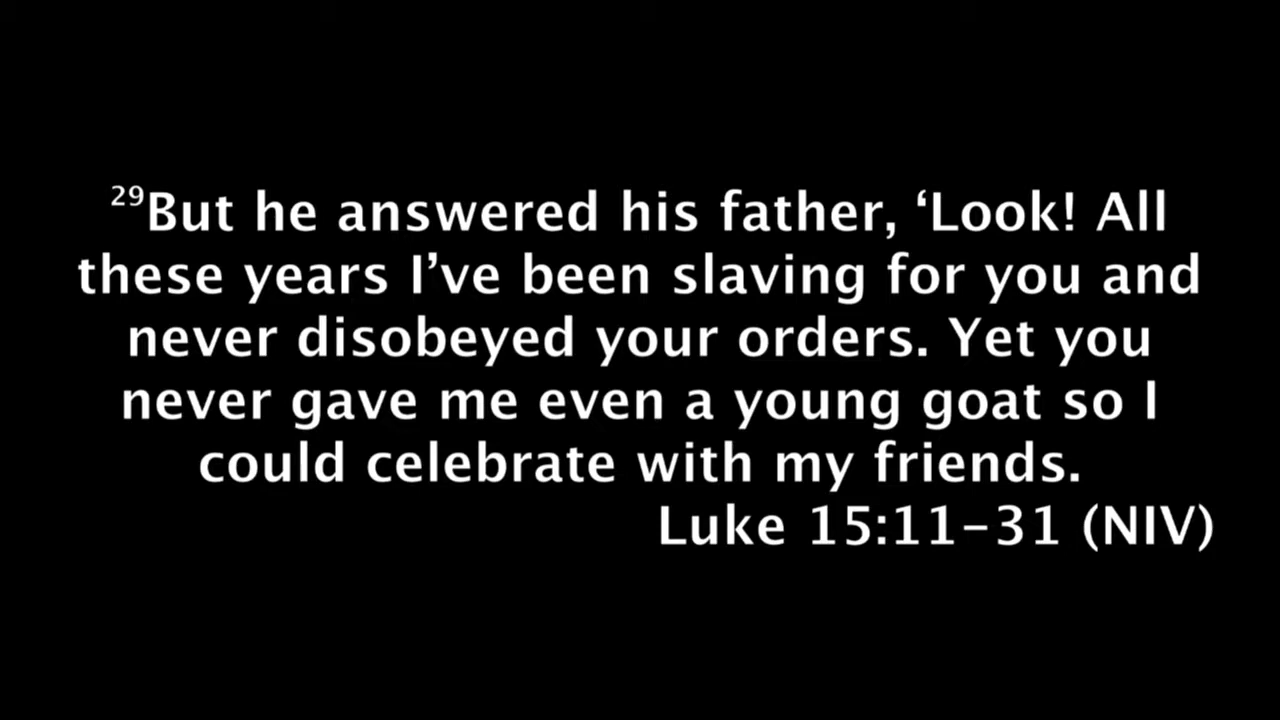 ²⁹But he answered his father, ‘Look! All
these years I’ve been slaving for you and
never disobeyed your orders. Yet you
never gave me even a young goat so I
could celebrate with my friends.
Luke 15:11–31 (NIV)